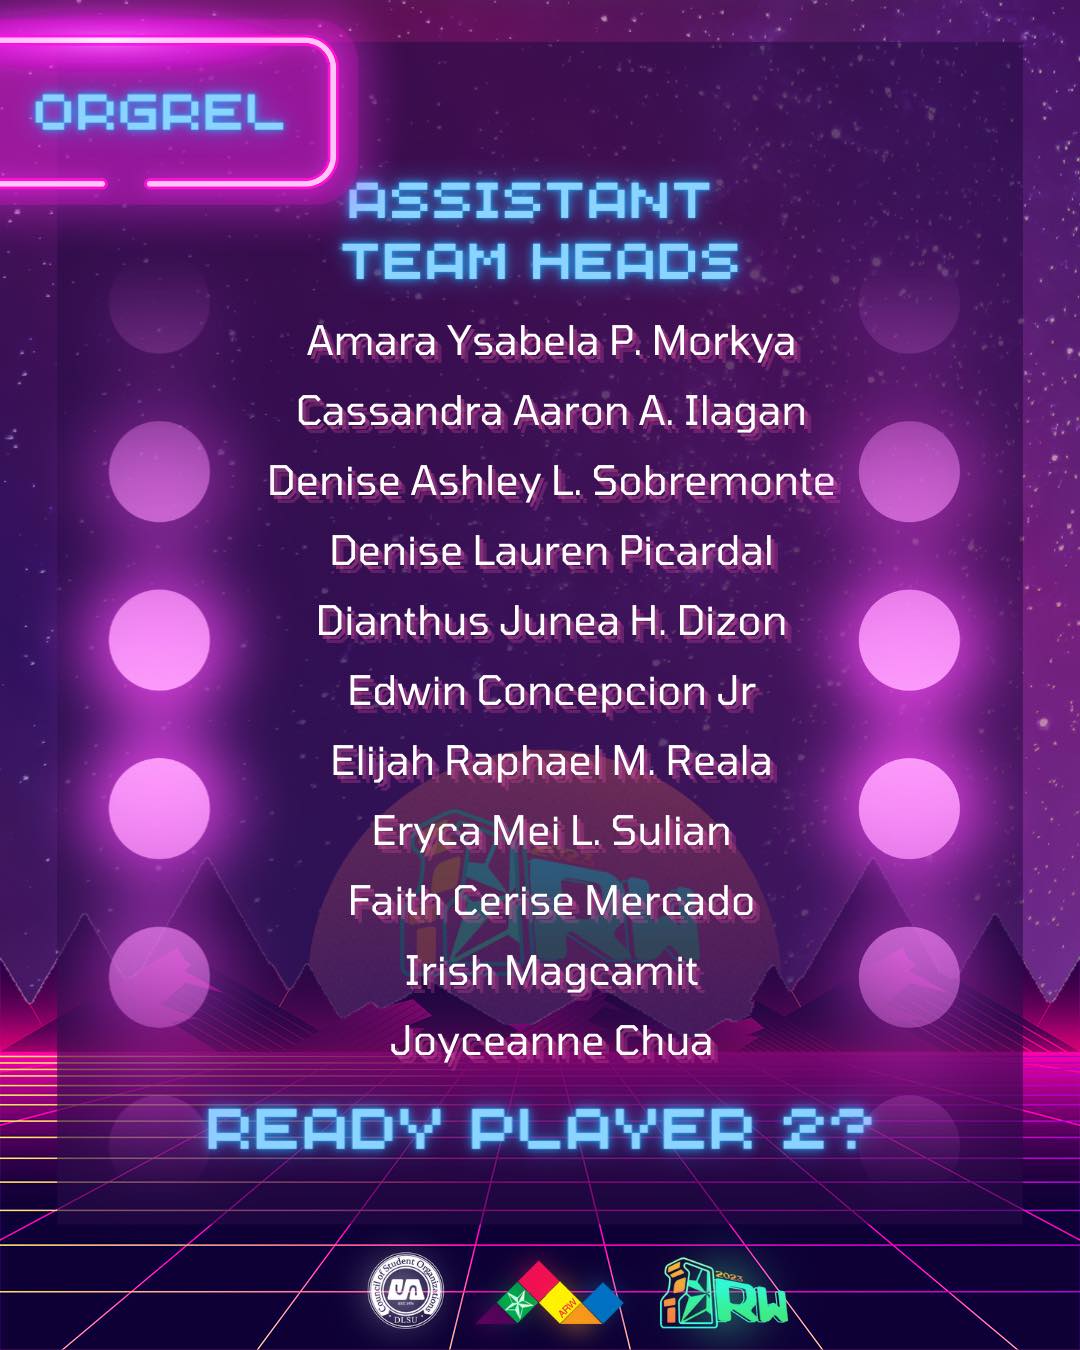 ORGREL
ASSISTANT
TEAM HEADS
Amara Ysabela P. Morkya
Cassandra Aaron A. Ilagan
Denise Ashley L. Sobremonte
Denise Lauren Picardal
Dianthus Junea H. Dizon
Edwin Concepcion Jr
Elijah Raphael M. Reala
Eryca Mei L. Sulian
Faith Cerise Mercado
Irish Magcamit
Joyceanne Chua
READY PLAYER 2?
Council of Student Organizations
DLSU
ARW
2023
RW